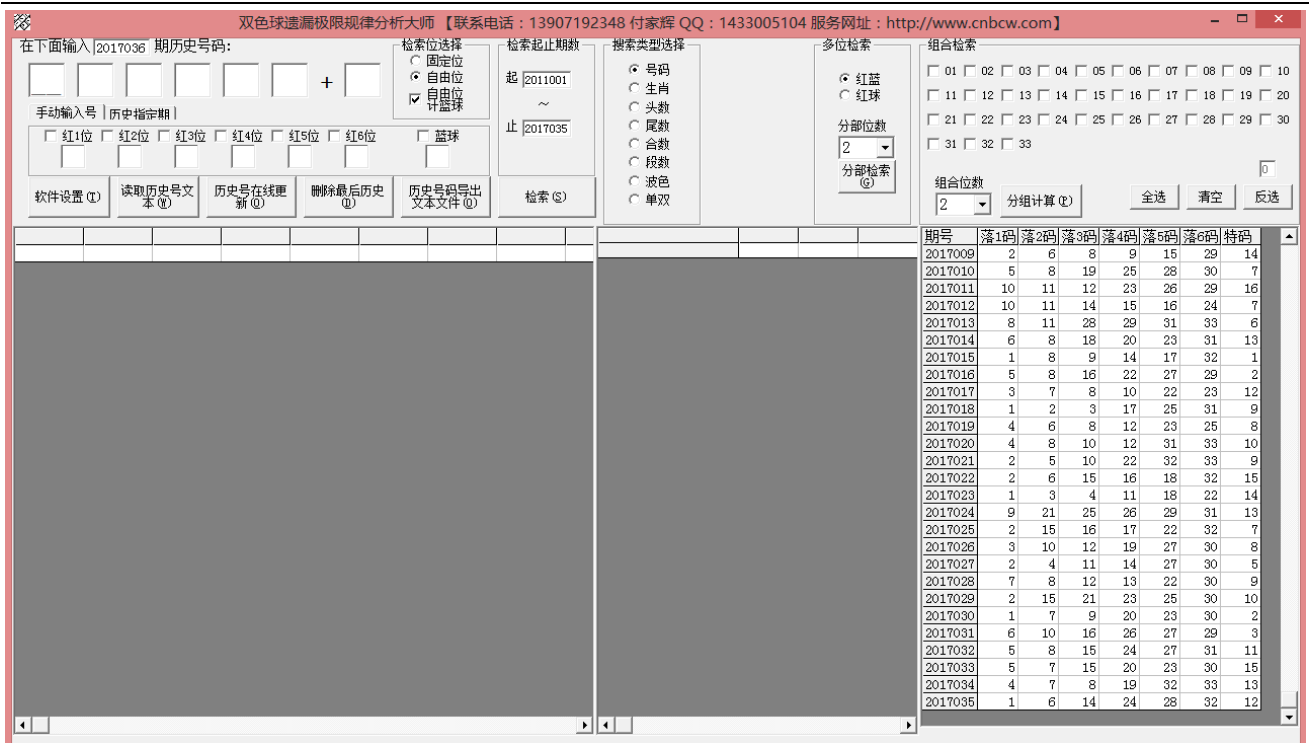 双色球遗漏极限规律分析大师 【联系电话：13907192348 付家辉 QQ：1433005104 服务网址：http://www.cnbcw.com】
在下面输入 2017036 期历史号码:
+
手动输入号 历史指定期
红1位 红2位 红3位 红4位 红5位 红6位 蓝球
软件设置(T) 读取历史号文本(W) 历史号在线更新(U) 删除最后历史(D) 历史号码导出文本文件(O)
检索位选择
固定位
自由位
自由位计蓝球
检索起止期数
起 2011001
~
止 2017035
检索(S)
搜索类型选择
号码
生肖
头数
尾数
合数
段数
波色
单双
多位检索
红蓝
红球
分部位数
2
分部检索(G)
组合检索
01 02 03 04 05 06 07 08 09 10
11 12 13 14 15 16 17 18 19 20
21 22 23 24 25 26 27 28 29 30
31 32 33
0
组合位数
2 分组计算(P) 全选 清空 反选
期号 落1码 落2码 落3码 落4码 落5码 落6码 特码
2017009 2 6 8 9 15 29 14
2017010 5 8 19 25 28 30 7
2017011 10 11 12 23 26 29 16
2017012 10 11 14 15 16 24 7
2017013 8 11 28 29 31 33 6
2017014 6 8 18 20 23 31 13
2017015 1 8 9 14 17 32 1
2017016 5 8 16 22 27 29 2
2017017 3 7 8 10 22 23 12
2017018 1 2 3 17 25 31 9
2017019 4 6 8 12 23 25 8
2017020 4 8 10 12 31 33 10
2017021 2 5 10 22 32 33 9
2017022 2 6 15 16 18 32 15
2017023 1 3 4 11 18 22 14
2017024 9 21 25 26 29 31 13
2017025 2 15 16 17 22 32 7
2017026 3 10 12 19 27 30 8
2017027 2 4 11 14 27 30 5
2017028 7 8 12 13 22 30 9
2017029 2 15 21 23 25 30 10
2017030 1 7 9 20 23 30 2
2017031 6 10 16 26 27 29 3
2017032 5 8 15 24 27 31 11
2017033 5 7 15 20 23 30 15
2017034 4 7 8 19 32 33 13
2017035 1 6 14 24 28 32 12